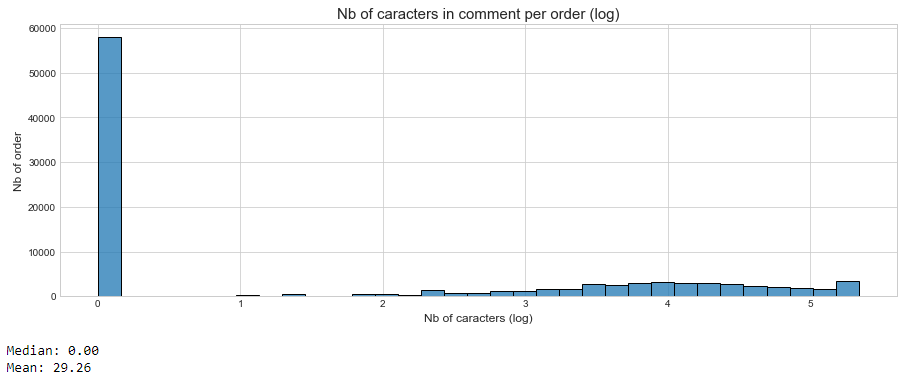 Nb of caracters in comment per order (log)
60000
50000
40000
30000
20000
10000
0
Nb of order
0 1 2 3 4 5
Nb of caracters (log)
Median: 0.00
Mean: 29.26